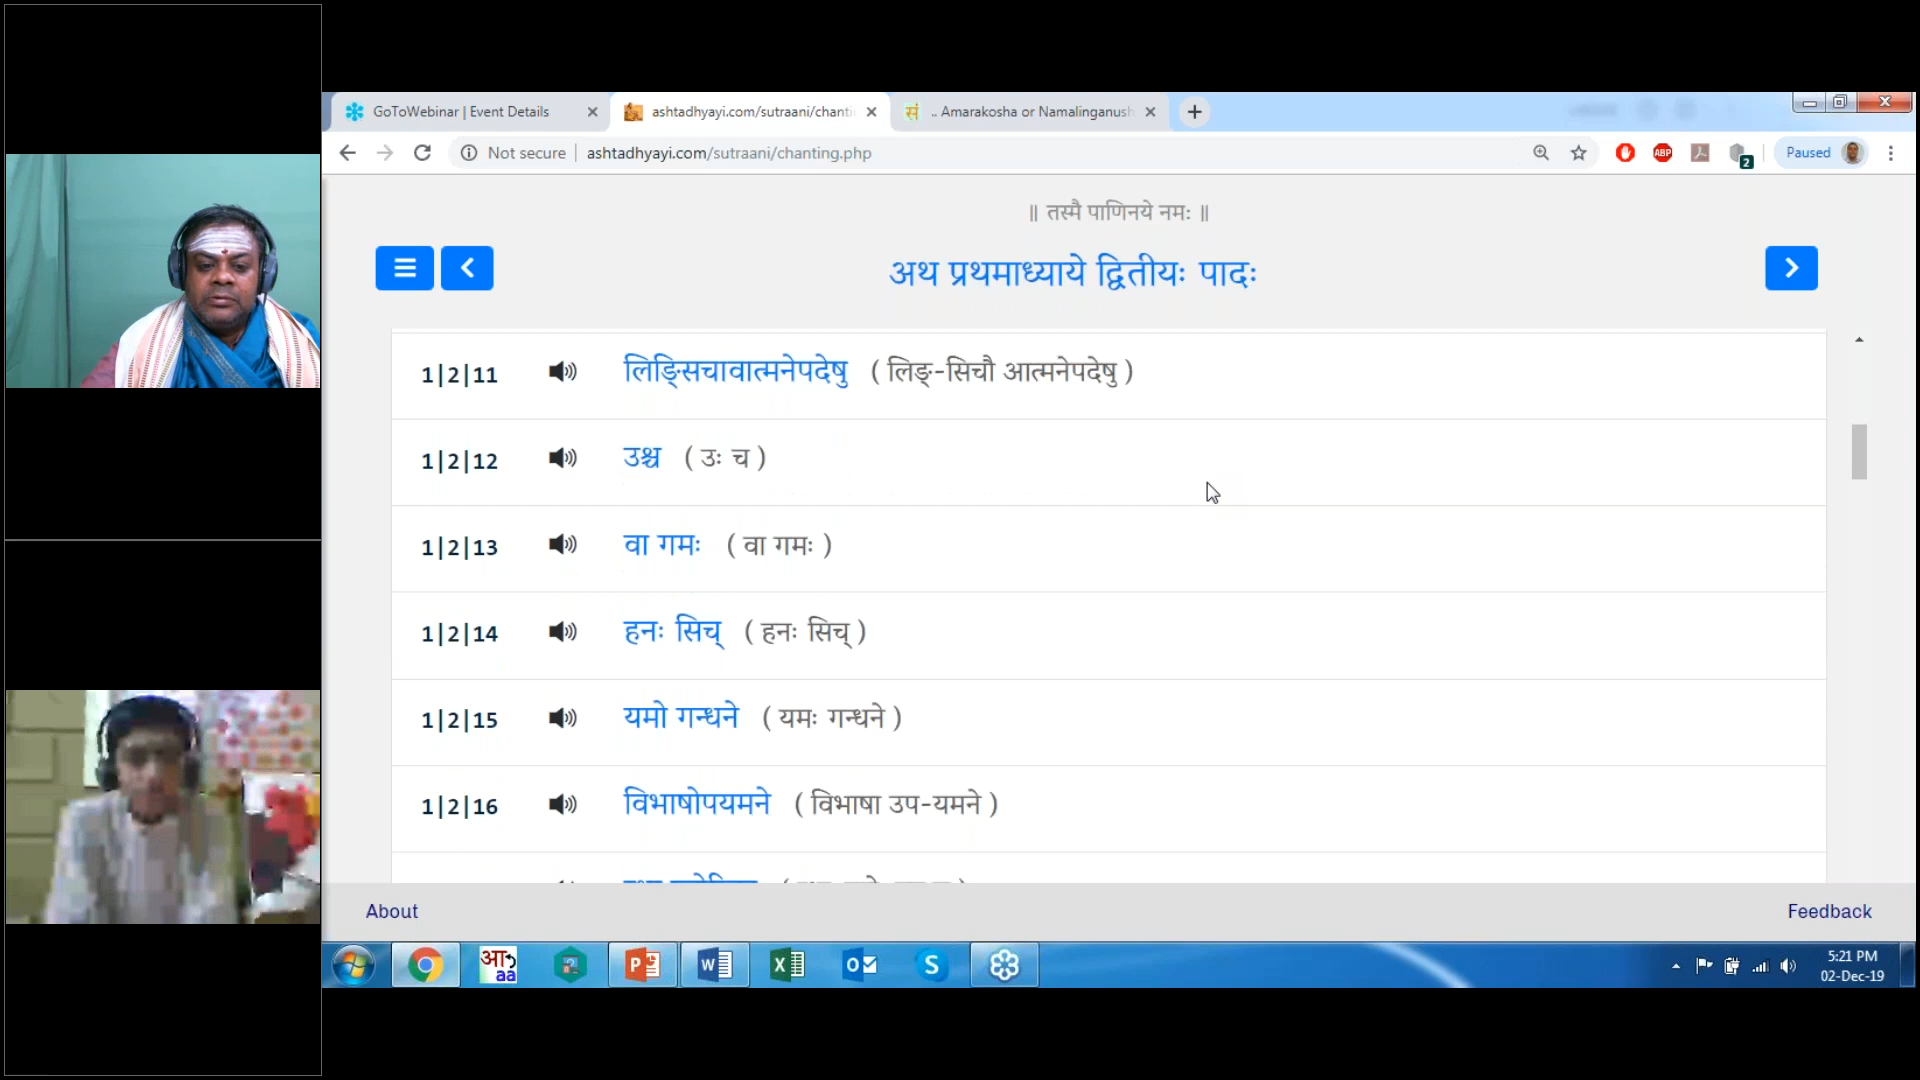 GoToWebinar | Event Details
ashtadhyayi.com/sutraani/chanti
.. Amarakosha or Namalinganush
Not secure | ashtadhyayi.com/sutraani/chanting.php
ABP
2
Paused
॥ तस्मै पाणिनये नमः ॥
अथ प्रथमाध्याये द्वितीयः पादः
1|2|11 लिङ्सिचावात्मनेपदेषु ( लिङ्-सिचौ आत्मनेपदेषु )
1|2|12 उश्च ( उः च )
1|2|13 वा गमः ( वा गमः )
1|2|14 हनः सिच् ( हनः सिच् )
1|2|15 यमो गन्धने ( यमः गन्धने )
1|2|16 विभाषोपयमने ( विभाषा उप-यमने )
About
Feedback
5:21 PM
02-Dec-19